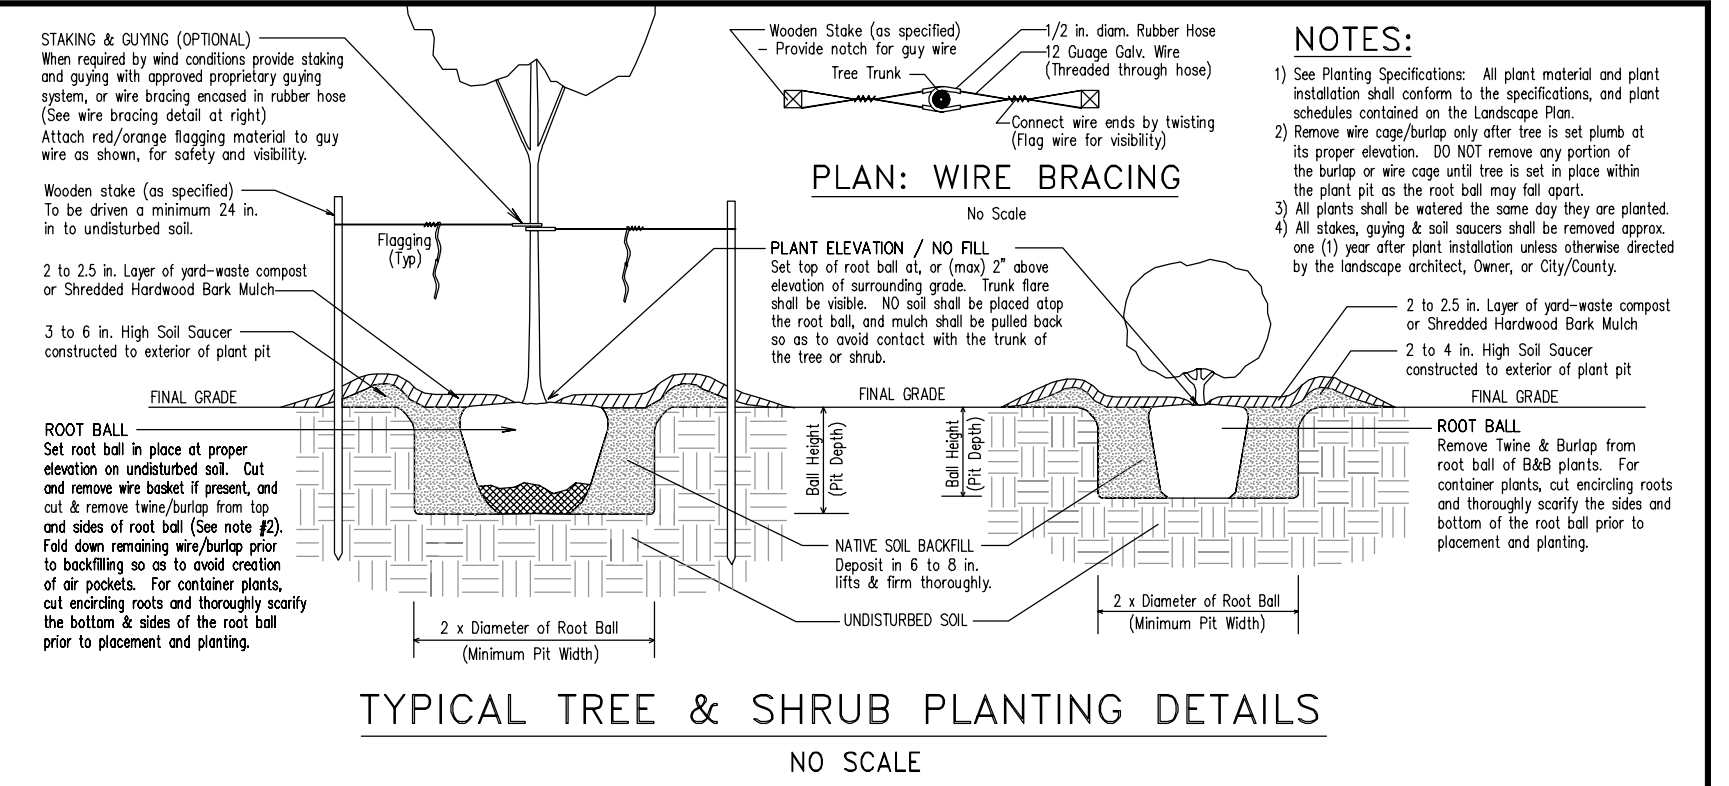 STAKING & GUYING (OPTIONAL)
When required by wind conditions provide staking
and guying with approved proprietary guying
system, or wire bracing encased in rubber hose
(See wire bracing detail at right)
Attach red/orange flagging material to guy
wire as shown, for safety and visibility.
Wooden stake (as specified)
To be driven a minimum 24 in.
in to undisturbed soil.
2 to 2.5 in. Layer of yard-waste compost
or Shredded Hardwood Bark Mulch
3 to 6 in. High Soil Saucer
constructed to exterior of plant pit
FINAL GRADE
ROOT BALL
Set root ball in place at proper
elevation on undisturbed soil. Cut
and remove wire basket if present, and
cut & remove twine/burlap from top
and sides of root ball (See note #2).
Fold down remaining wire/burlap prior
to backfilling so as to avoid creation
of air pockets. For container plants,
cut encircling roots and thoroughly scarify
the bottom & sides of the root ball
prior to placement and planting.
Flagging
(Typ)
2 x Diameter of Root Ball
(Minimum Pit Width)
Wooden Stake (as specified)
- Provide notch for guy wire
Tree Trunk
1/2 in. diam. Rubber Hose
12 Guage Galv. Wire
(Threaded through hose)
Connect wire ends by twisting
(Flag wire for visibility)
PLAN: WIRE BRACING
No Scale
PLANT ELEVATION / NO FILL
Set top of root ball at, or (max) 2" above
elevation of surrounding grade. Trunk flare
shall be visible. NO soil shall be placed atop
the root ball, and mulch shall be pulled back
so as to avoid contact with the trunk of
the tree or shrub.
FINAL GRADE
Ball Height
(Pit Depth)
Ball Height
(Pit Depth)
NATIVE SOIL BACKFILL
Deposit in 6 to 8 in.
lifts & firm thoroughly.
UNDISTURBED SOIL
NOTES:
1) See Planting Specifications: All plant material and plant
installation shall conform to the specifications, and plant
schedules contained on the Landscape Plan.
2) Remove wire cage/burlap only after tree is set plumb at
its proper elevation. DO NOT remove any portion of
the burlap or wire cage until tree is set in place within
the plant pit as the root ball may fall apart.
3) All plants shall be watered the same day they are planted.
4) All stakes, guying & soil saucers shall be removed approx.
one (1) year after plant installation unless otherwise directed
by the landscape architect, Owner, or City/County.
2 to 2.5 in. Layer of yard-waste compost
or Shredded Hardwood Bark Mulch
2 to 4 in. High Soil Saucer
constructed to exterior of plant pit
FINAL GRADE
ROOT BALL
Remove Twine & Burlap from
root ball of B&B plants. For
container plants, cut encircling roots
and thoroughly scarify the sides and
bottom of the root ball prior to
placement and planting.
2 x Diameter of Root Ball
(Minimum Pit Width)
TYPICAL TREE & SHRUB PLANTING DETAILS
NO SCALE